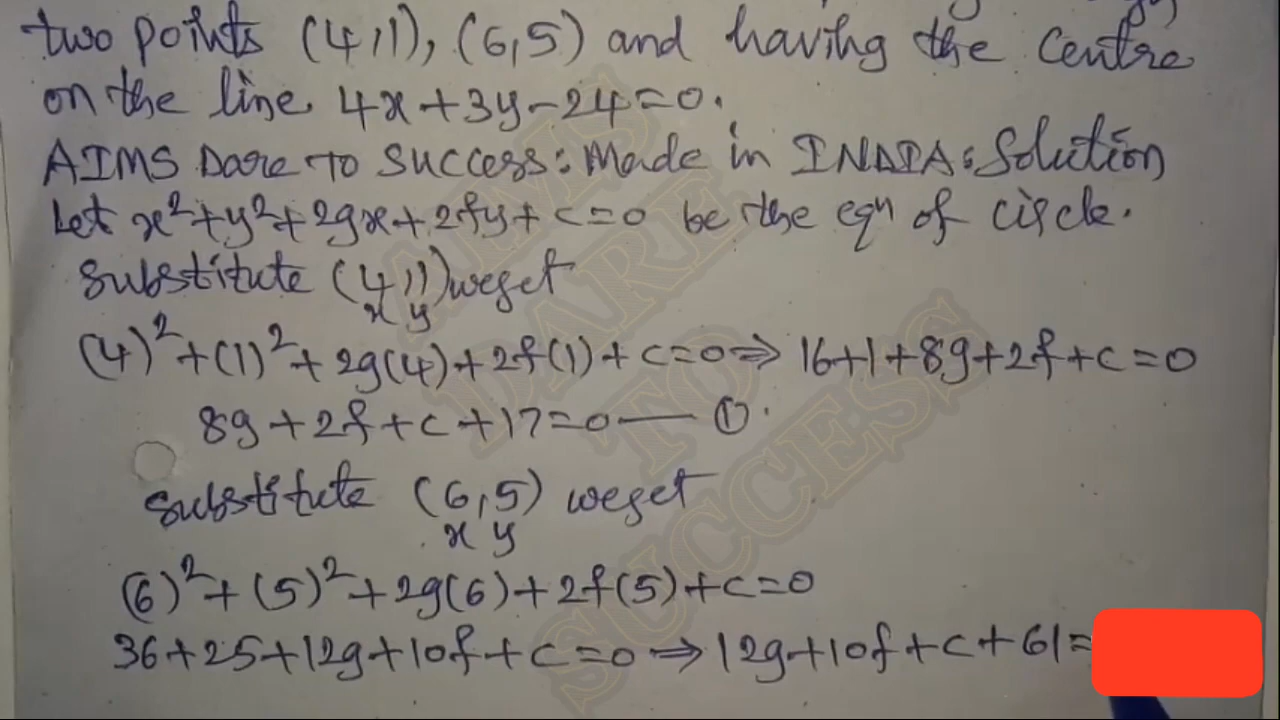 two points (4,1), (6,5) and having the Centre
on the line 4x+3y-24=0.
AIMS Dare To Success: Made in INDIA: Solution
Let x²+y²+2gx+2fy+c=0 be the eqn of circle.
Substitute (4,1) we get
x y
(4)²+(1)²+2g(4)+2f(1)+c=0⇒16+1+8g+2f+c=0
8g+2f+c+17=0 — ①.
Substitute (6,5) we get
x y
(6)²+(5)²+2g(6)+2f(5)+c=0
36+25+12g+10f+c=0⇒12g+10f+c+61=
AIMS
DARE
TO
SUCCESS